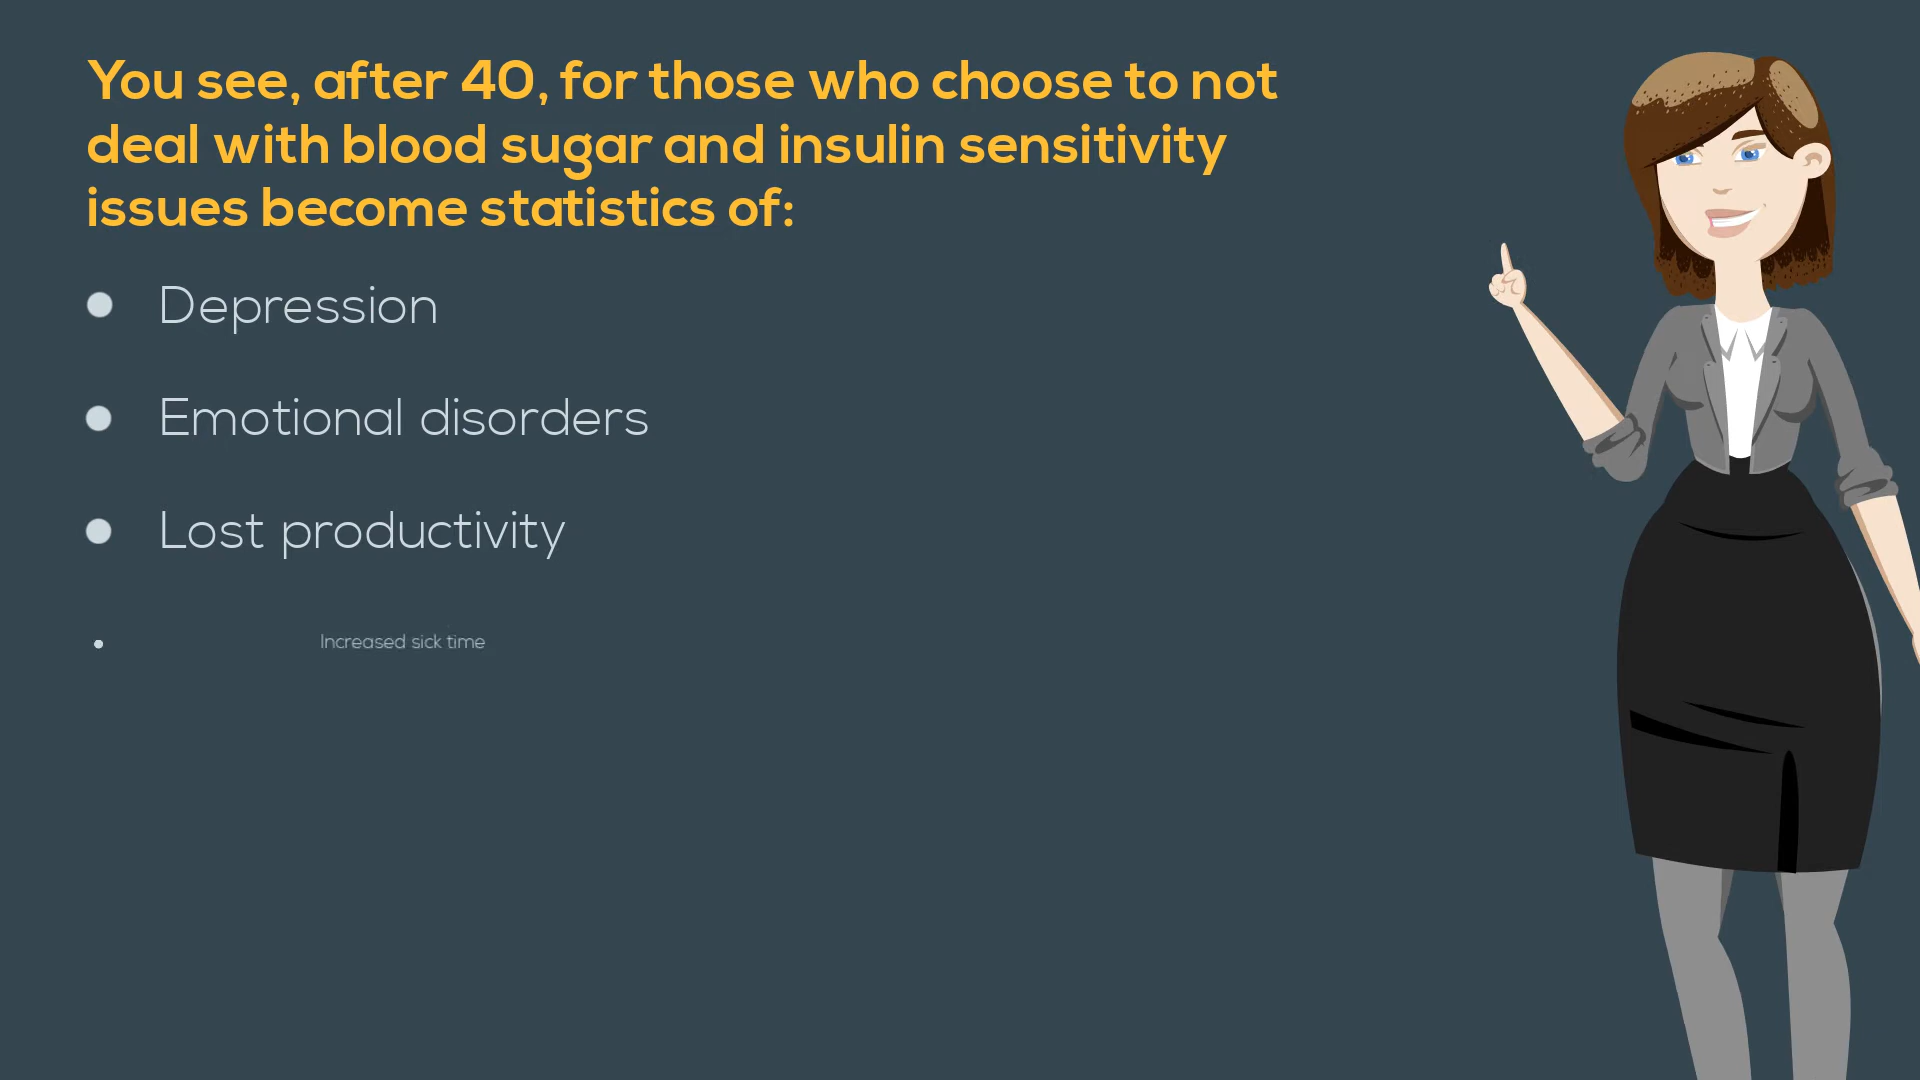 You see, after 40, for those who choose to not
deal with blood sugar and insulin sensitivity
issues become statistics of:
Depression
Emotional disorders
Lost productivity
Increased sick time